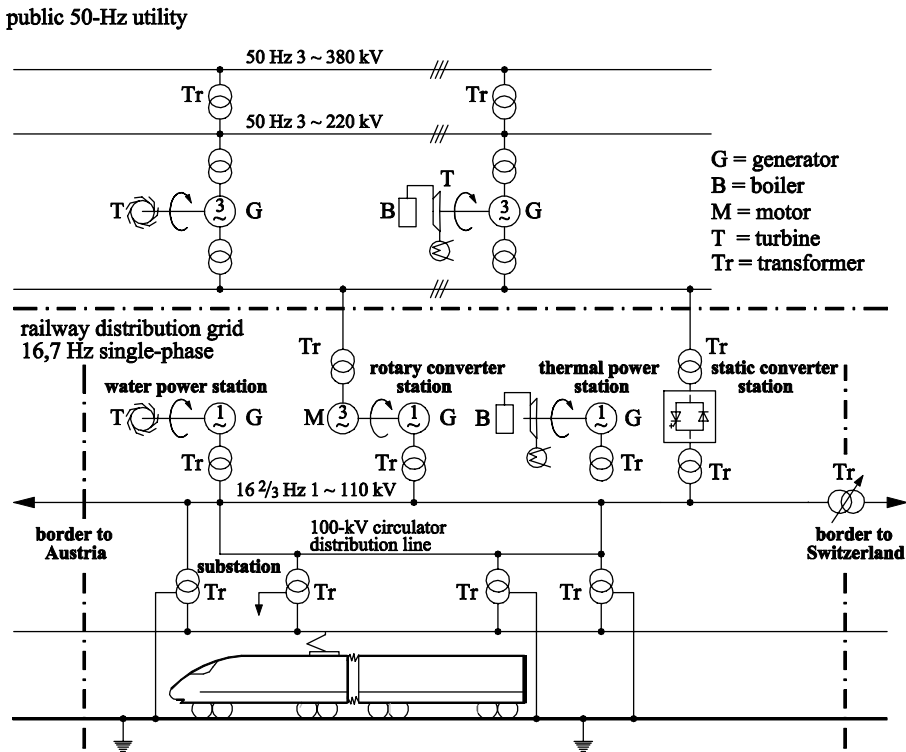 public 50-Hz utility
50 Hz 3 ~ 380 kV
Tr
Tr
50 Hz 3 ~ 220 kV
G = generator
B = boiler
M = motor
T = turbine
Tr = transformer
T
3
~
G
B
T
3
~
G
railway distribution grid
16,7 Hz single-phase
Tr
Tr
water power station
rotary converter
station
thermal power
station
static converter
station
T
1
~
G
M
3
~
1
~
G
B
1
~
G
Tr
Tr
Tr
Tr
Tr
16 2/3 Hz 1 ~ 110 kV
border to
Austria
100-kV circulator
distribution line
border to
Switzerland
substation
Tr
Tr
Tr
Tr